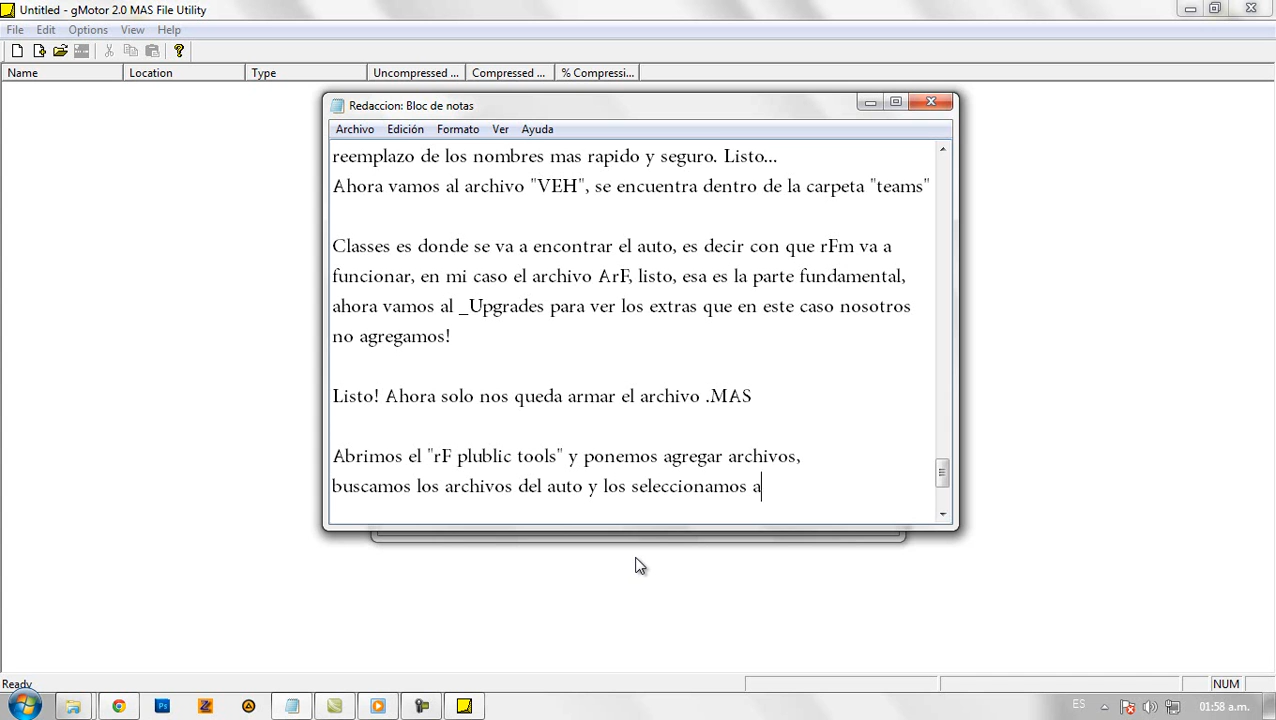 Untitled - gMotor 2.0 MAS File Utility
File Edit Options View Help
Name Location Type Uncompressed ... Compressed ... % Compressi...
Redaccion: Bloc de notas
Archivo Edición Formato Ver Ayuda
reemplazo de los nombres mas rapido y seguro. Listo...
Ahora vamos al archivo "VEH", se encuentra dentro de la carpeta "teams"
Classes es donde se va a encontrar el auto, es decir con que rFm va a
funcionar, en mi caso el archivo ArF, listo, esa es la parte fundamental,
ahora vamos al _Upgrades para ver los extras que en este caso nosotros
no agregamos!
Listo! Ahora solo nos queda armar el archivo .MAS
Abrimos el "rF plublic tools" y ponemos agregar archivos,
buscamos los archivos del auto y los seleccionamos a
Ready
NUM
Ps
ES
01:58 a.m.